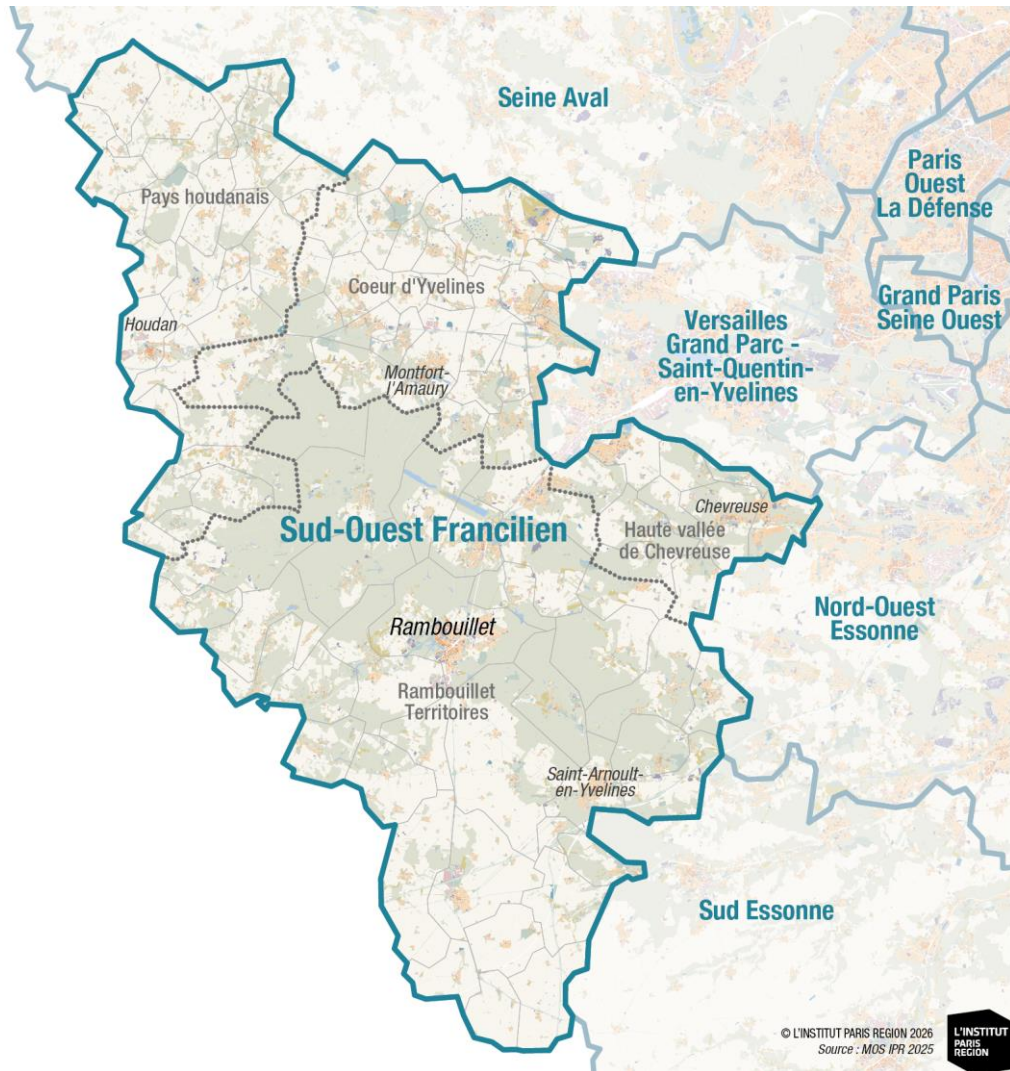 Seine Aval
Paris
Ouest
La Défense
Pays houdanais
Coeur d'Yvelines
Grand Paris
Seine Ouest
Houdan
Versailles
Grand Parc -
Saint-Quentin-
en-Yvelines
Montfort-
l'Amaury
Chevreuse
Sud-Ouest Francilien
Haute vallée
de Chevreuse
Nord-Ouest
Essonne
Rambouillet
Rambouillet
Territoires
Saint-Arnoult-
en-Yvelines
Sud Essonne
© L'INSTITUT PARIS REGION 2026
Source : MOS IPR 2025
L'INSTITUT
PARIS
REGION